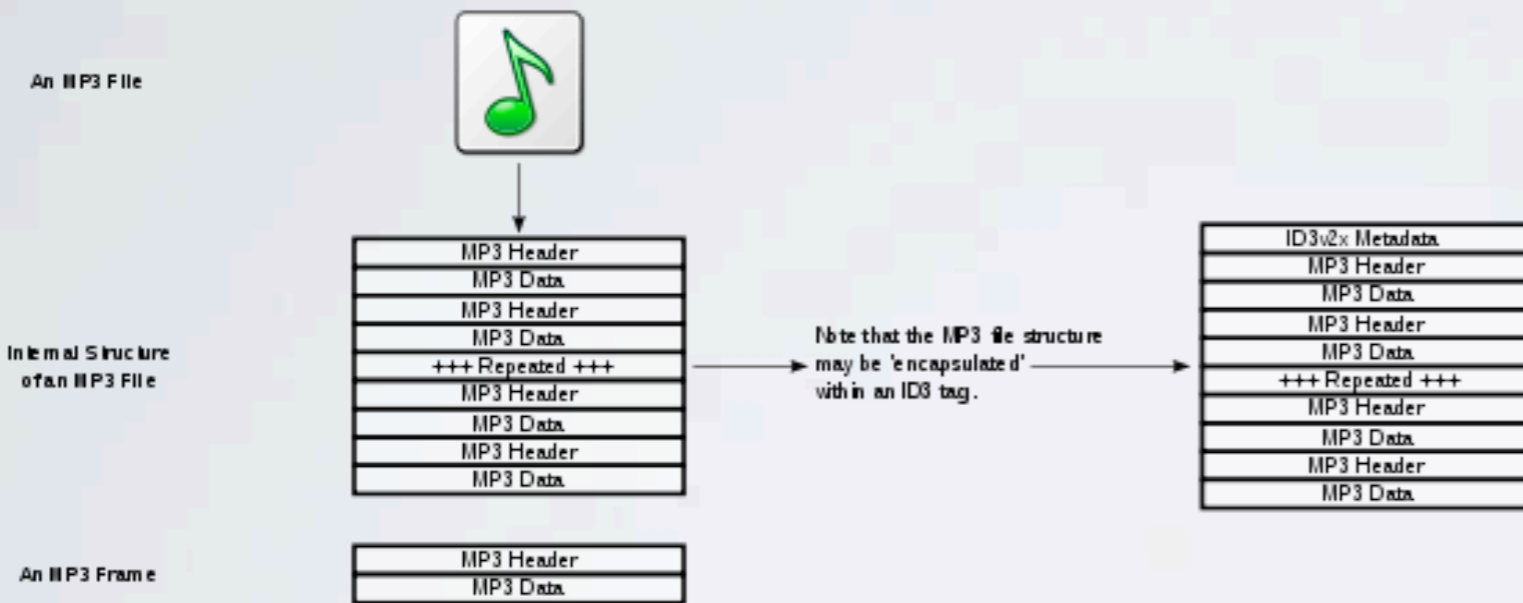 An MP3 File
MP3 Header
MP3 Data
MP3 Header
MP3 Data
+++ Repeated +++
MP3 Header
MP3 Data
MP3 Header
MP3 Data
Internal Structure
of an MP3 File
Note that the MP3 file structure
may be 'encapsulated'
within an ID3 tag.
ID3v2x Metadata
MP3 Header
MP3 Data
MP3 Header
MP3 Data
+++ Repeated +++
MP3 Header
MP3 Data
MP3 Header
MP3 Data
An MP3 Frame
MP3 Header
MP3 Data